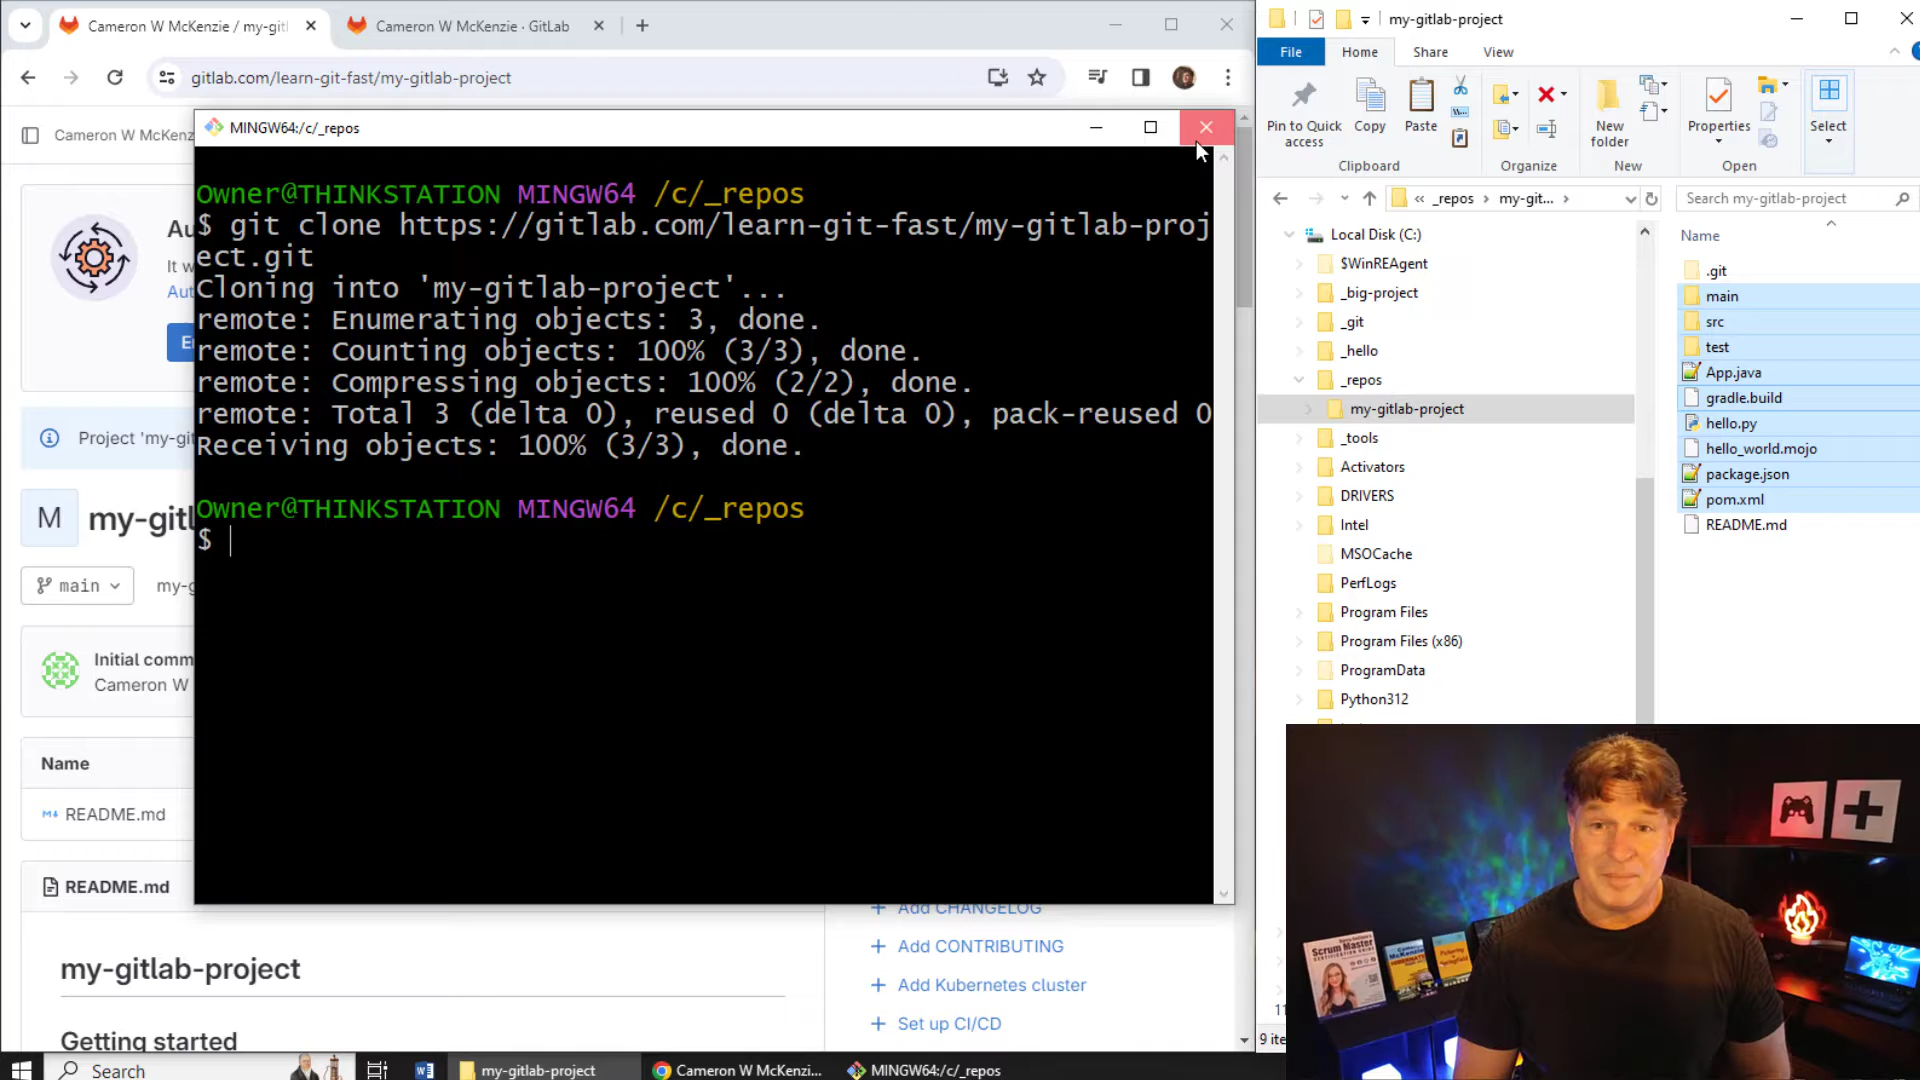 Cameron W McKenzie / my-gitl
Cameron W McKenzie · GitLab
gitlab.com/learn-git-fast/my-gitlab-project
Cameron W McKenz
MINGW64:/c/_repos
Owner@THINKSTATION MINGW64 /c/_repos
$ git clone https://gitlab.com/learn-git-fast/my-gitlab-proj
ect.git
Cloning into 'my-gitlab-project'...
remote: Enumerating objects: 3, done.
remote: Counting objects: 100% (3/3), done.
remote: Compressing objects: 100% (2/2), done.
remote: Total 3 (delta 0), reused 0 (delta 0), pack-reused 0
Receiving objects: 100% (3/3), done.
Owner@THINKSTATION MINGW64 /c/_repos
$
Au
It w
Aut
En
Project 'my-git
M
my-gitl
main
my-g
Initial comm
Cameron W
Name
README.md
README.md
my-gitlab-project
Getting started
Add CHANGELOG
Add CONTRIBUTING
Add Kubernetes cluster
Set up CI/CD
my-gitlab-project
File Home Share View
Pin to Quick access
Copy
Paste
New folder
Properties
Select
Clipboard
Organize
New
Open
« _repos > my-git... >
Search my-gitlab-project
Local Disk (C:)
$WinREAgent
_big-project
_git
_hello
_repos
my-gitlab-project
_tools
Activators
DRIVERS
Intel
MSOCache
PerfLogs
Program Files
Program Files (x86)
ProgramData
Python312
Name
.git
main
src
test
App.java
gradle.build
hello.py
hello_world.mojo
package.json
pom.xml
README.md
9 ite
Scrum Master
Search
my-gitlab-project
Cameron W McKenzi...
MINGW64:/c/_repos